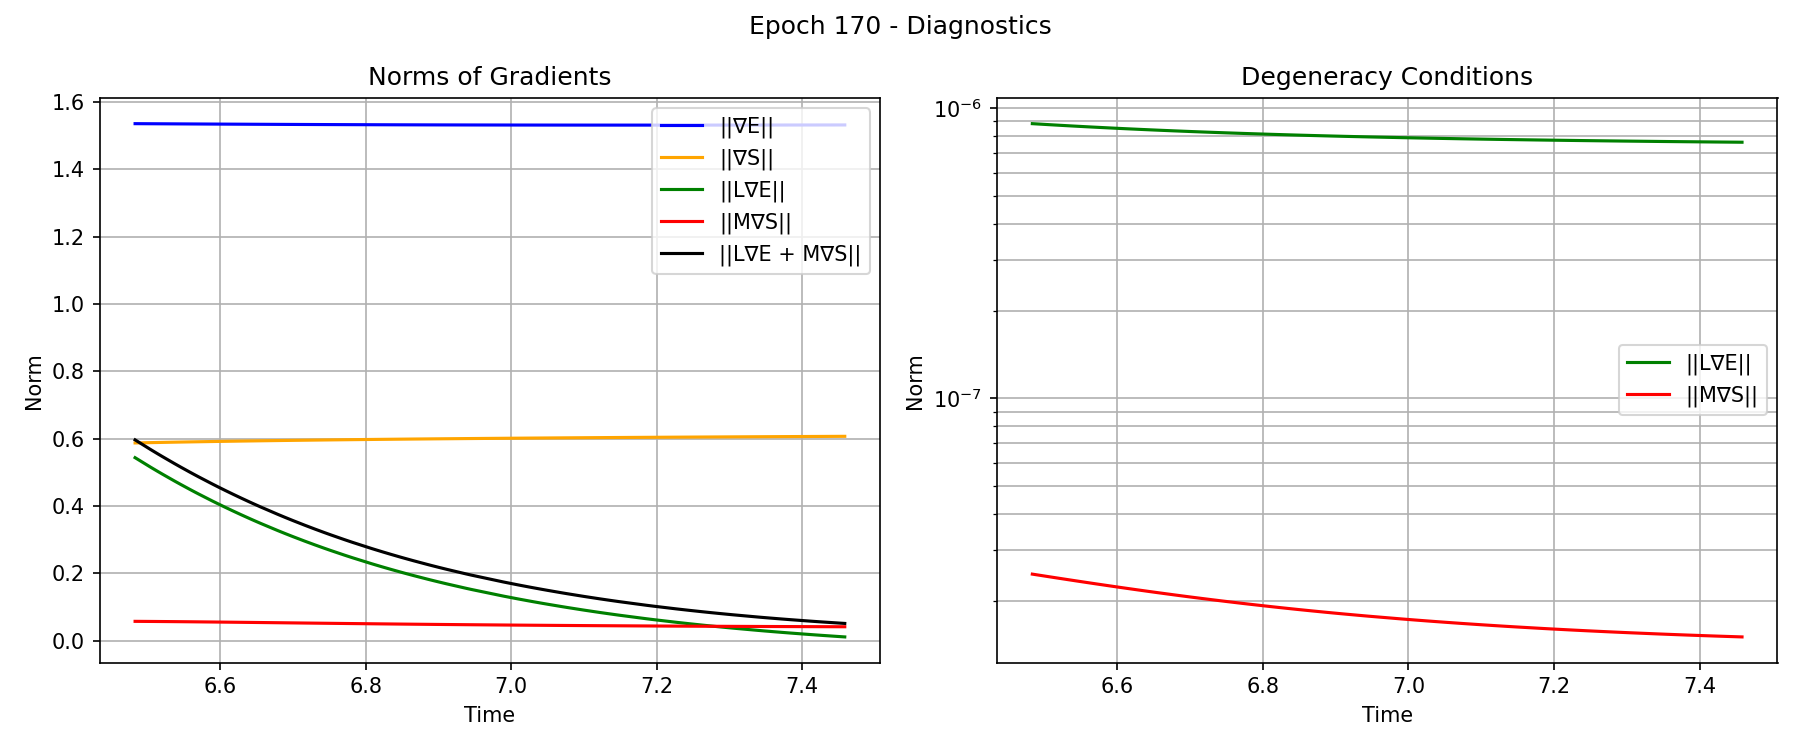 Epoch 170 - Diagnostics
Norms of Gradients
1.6
1.4
1.2
1.0
0.8
0.6
0.4
0.2
0.0
Norm
6.6 6.8 7.0 7.2 7.4
Time
||∇E||
||∇S||
||L∇E||
||M∇S||
||L∇E + M∇S||
Degeneracy Conditions
10⁻⁶
10⁻⁷
Norm
6.6 6.8 7.0 7.2 7.4
Time
||L∇E||
||M∇S||